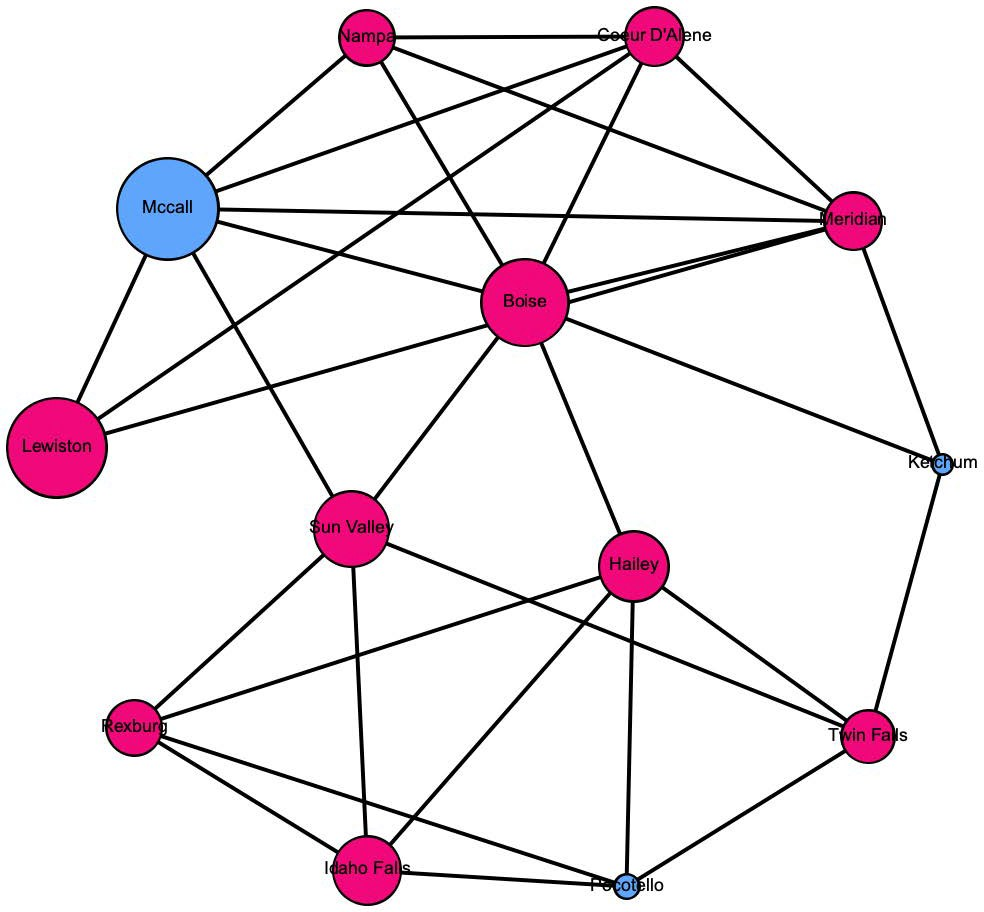 Nampa
Coeur D'Alene
Mccall
Meridian
Boise
Lewiston
Ketchum
Sun Valley
Hailey
Rexburg
Twin Falls
Idaho Falls
Pocotello